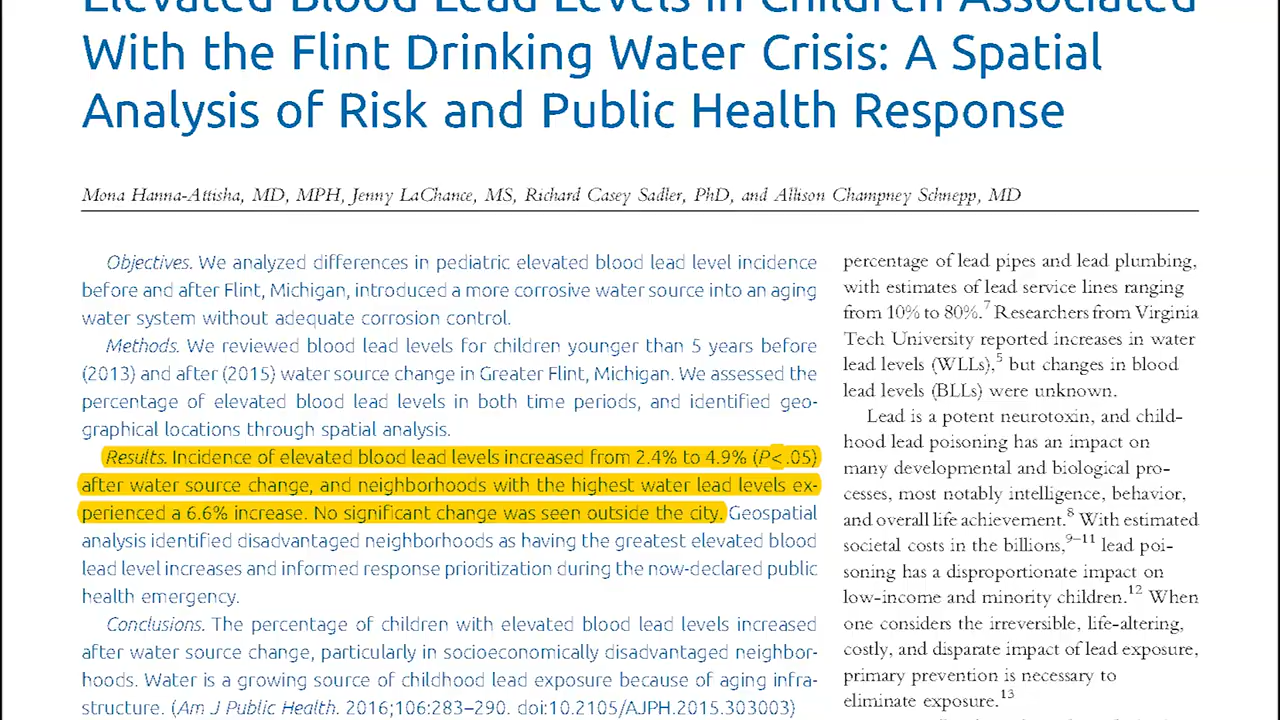 Elevated Blood Lead Levels in Children Associated
With the Flint Drinking Water Crisis: A Spatial
Analysis of Risk and Public Health Response
Mona Hanna-Attisha, MD, MPH, Jenny LaChance, MS, Richard Casey Sadler, PhD, and Allison Champney Schnepp, MD
Objectives. We analyzed differences in pediatric elevated blood lead level incidence
before and after Flint, Michigan, introduced a more corrosive water source into an aging
water system without adequate corrosion control.
Methods. We reviewed blood lead levels for children younger than 5 years before
(2013) and after (2015) water source change in Greater Flint, Michigan. We assessed the
percentage of elevated blood lead levels in both time periods, and identified geo-
graphical locations through spatial analysis.
Results. Incidence of elevated blood lead levels increased from 2.4% to 4.9% (P < .05)
after water source change, and neighborhoods with the highest water lead levels ex-
perienced a 6.6% increase. No significant change was seen outside the city. Geospatial
analysis identified disadvantaged neighborhoods as having the greatest elevated blood
lead level increases and informed response prioritization during the now-declared public
health emergency.
Conclusions. The percentage of children with elevated blood lead levels increased
after water source change, particularly in socioeconomically disadvantaged neighbor-
hoods. Water is a growing source of childhood lead exposure because of aging infra-
structure. (Am J Public Health. 2016;106:283–290. doi:10.2105/AJPH.2015.303003)
percentage of lead pipes and lead plumbing,
with estimates of lead service lines ranging
from 10% to 80%.7 Researchers from Virginia
Tech University reported increases in water
lead levels (WLLs),5 but changes in blood
lead levels (BLLs) were unknown.
Lead is a potent neurotoxin, and child-
hood lead poisoning has an impact on
many developmental and biological pro-
cesses, most notably intelligence, behavior,
and overall life achievement.8 With estimated
societal costs in the billions,9–11 lead poi-
soning has a disproportionate impact on
low-income and minority children.12 When
one considers the irreversible, life-altering,
costly, and disparate impact of lead exposure,
primary prevention is necessary to
eliminate exposure.13